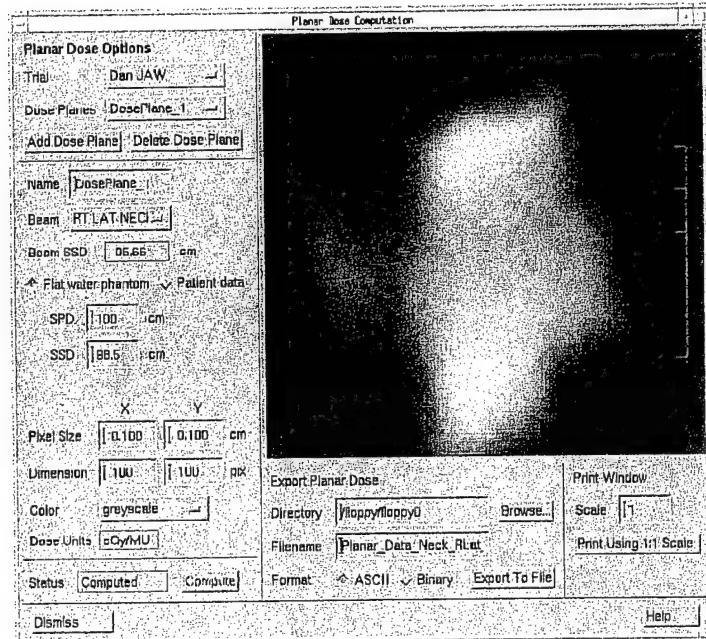 Planar Dose Computation
Planar Dose Options
Trial Dan JAW
Dose Planes DosePlane_1
Add Dose Plane Delete Dose Plane
Name DosePlane
Beam RT LAT NEC
Beam SSD cm
Flat water phantom Patient data
SPD 100 cm
SSD 88.5 cm
X Y
Pixel Size 0.100 0.100 cm
Dimension 100 100 pix
Color greyscale
Dose Units cGy/MU
Status Computed Compute
Export Planar Dose
Directory /floppy/floppy0 Browse...
Filename Planar_Data_Neck_RLat
Format ASCII Binary Export To File
Print Window
Scale
Print Using 1:1 Scale
Dismiss Help